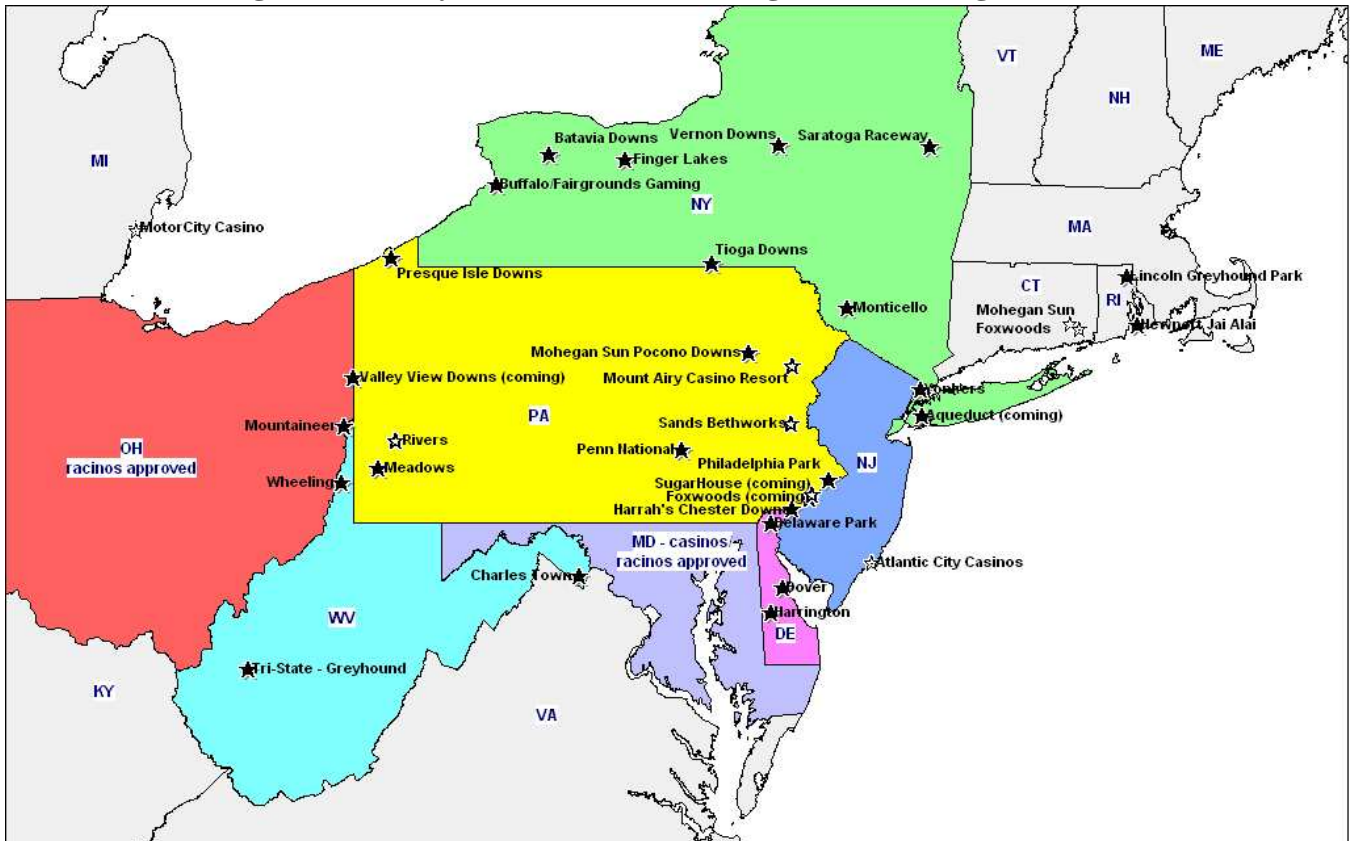 VT
ME
NH
Batavia Downs
Vernon Downs
Saratoga Raceway
MI
Finger Lakes
Buffalo/Fairgrounds Gaming
NY
MotorCity Casino
MA
Tioga Downs
Presque Isle Downs
Lincoln Greyhound Park
CT
RI
Monticello
Mohegan Sun
Foxwoods
Newport Jai Alai
Mohegan Sun Pocono Downs
Valley View Downs (coming)
Mount Airy Casino Resort
Yonkers
PA
Aqueduct (coming)
Mountaineer
Sands Bethworks
OH
racinos approved
Rivers
Penn National
Meadows
Philadelphia Park
NJ
Wheeling
SugarHouse (coming)
Foxwoods (coming)
Harrah's Chester Downs
Delaware Park
MD - casinos/
racinos approved
Atlantic City Casinos
Charles Town
Dover
Harrington
WV
DE
Tri-State - Greyhound
KY
VA